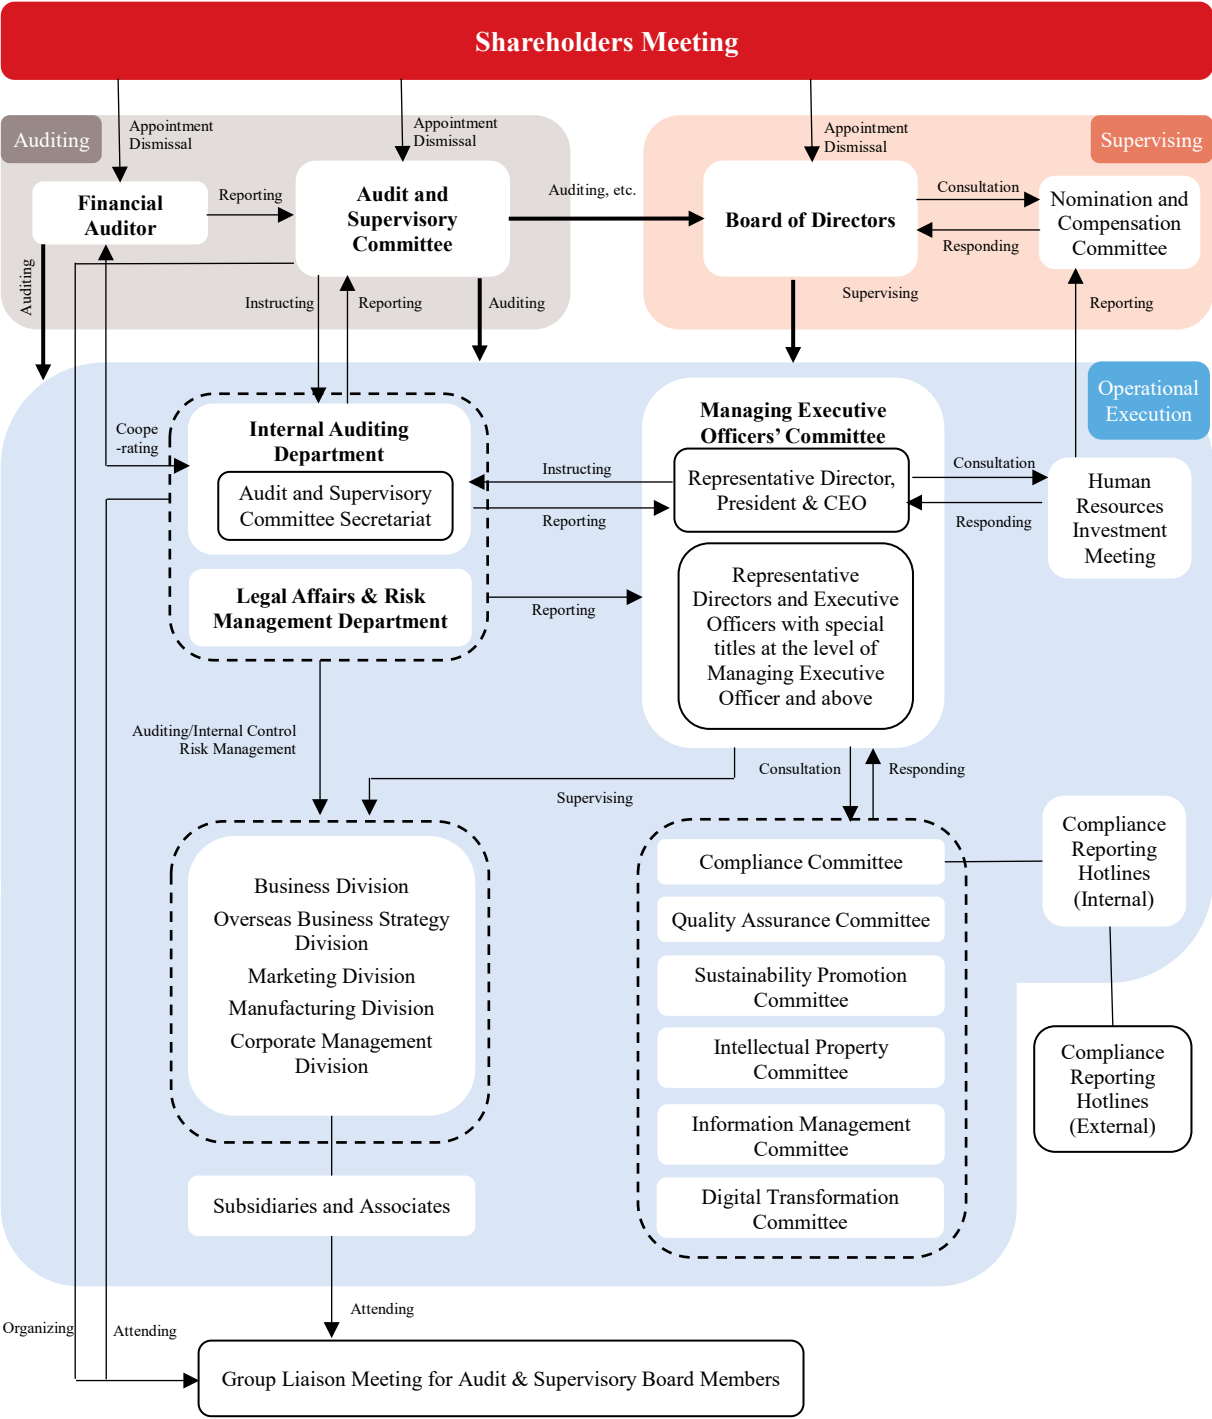 Shareholders Meeting
Appointment
Dismissal
Appointment
Dismissal
Appointment
Dismissal
Auditing
Supervising
Financial
Auditor
Reporting
Audit and
Supervisory
Committee
Auditing, etc.
Board of Directors
Consultation
Responding
Nomination and
Compensation
Committee
Auditing
Instructing
Reporting
Auditing
Supervising
Reporting
Operational
Execution
Coope
-rating
Internal Auditing
Department
Audit and Supervisory
Committee Secretariat
Legal Affairs & Risk
Management Department
Instructing
Reporting
Reporting
Managing Executive
Officers' Committee
Representative Director,
President & CEO
Representative
Directors and Executive
Officers with special
titles at the level of
Managing Executive
Officer and above
Consultation
Responding
Human
Resources
Investment
Meeting
Auditing/Internal Control
Risk Management
Supervising
Consultation
Responding
Business Division
Overseas Business Strategy
Division
Marketing Division
Manufacturing Division
Corporate Management
Division
Compliance Committee
Quality Assurance Committee
Sustainability Promotion
Committee
Intellectual Property
Committee
Information Management
Committee
Digital Transformation
Committee
Compliance
Reporting
Hotlines
(Internal)
Compliance
Reporting
Hotlines
(External)
Subsidiaries and Associates
Attending
Organizing
Attending
Group Liaison Meeting for Audit & Supervisory Board Members